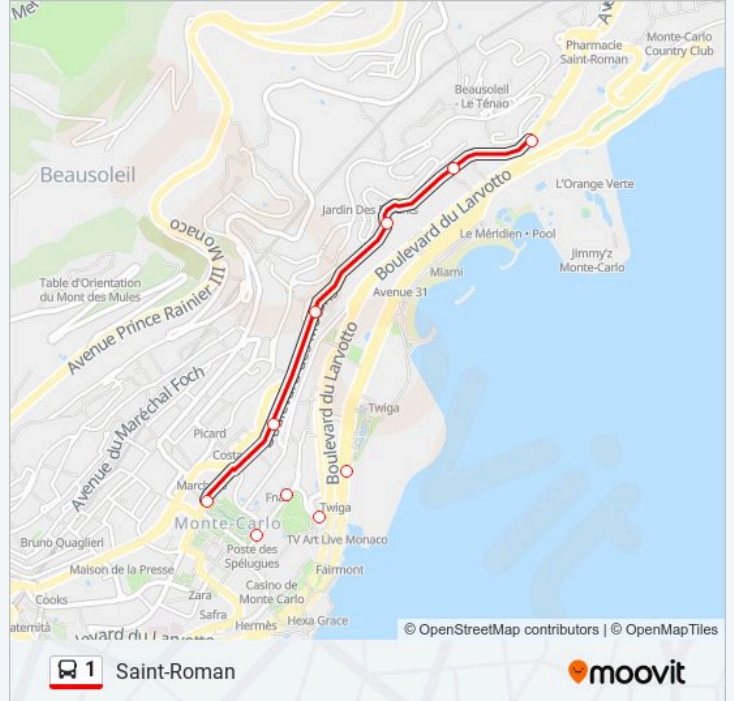 Monte-Carlo
Country Club
Pharmacie
Saint-Roman
Beausoleil
- Le Ténao
Beausoleil
L'Orange Verte
Le Méridien • Pool
Jimmy'z
Monte-Carlo
Boulevard du Larvotto
Miami
Avenue 31
Table d'Orientation
du Mont des Mules
Avenue Prince Rainier III Monaco
Boulevard du Larvotto
Avenue du Maréchal Foch
Twiga
Picard
Monte-Carlo
Twiga
TV Art Live Monaco
Bruno Quaglieri
Poste des
Spélugues
Maison de la Presse
Fairmont
Casino de
Monte Carlo
Zara
Cooks
Safra
Hermès
Hexa Grace
© OpenStreetMap contributors | © OpenMapTiles
1 Saint-Roman
moovit